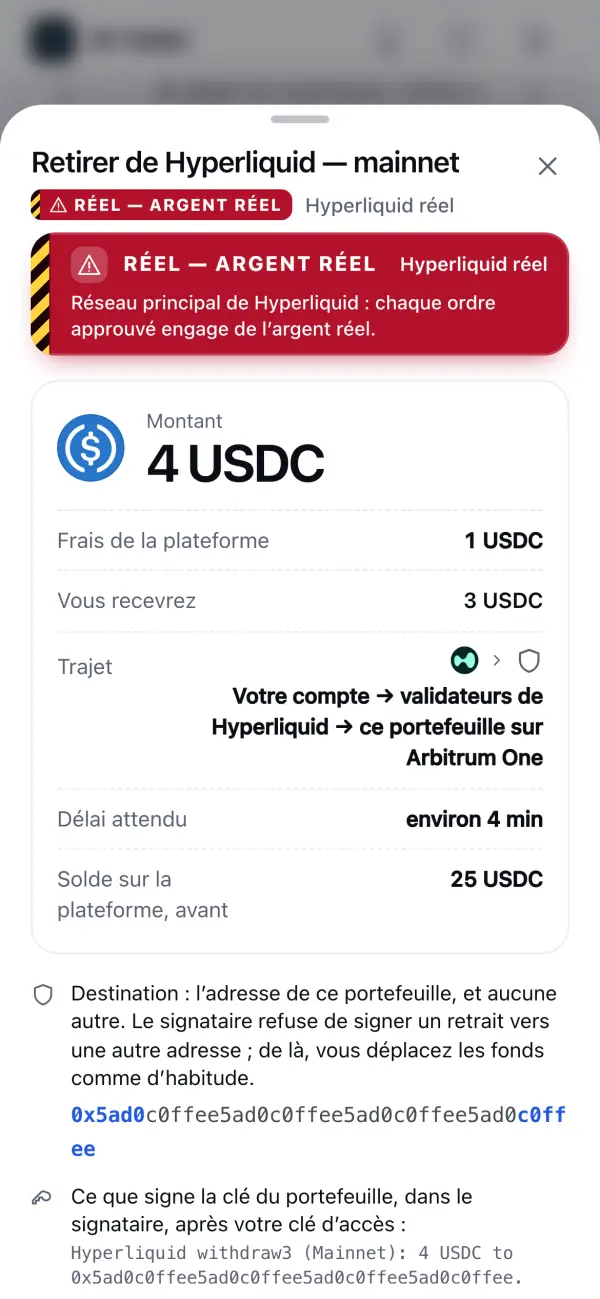 Retirer de Hyperliquid — mainnet
RÉEL — ARGENT RÉEL Hyperliquid réel
RÉEL — ARGENT RÉEL Hyperliquid réel
Réseau principal de Hyperliquid : chaque ordre
approuvé engage de l’argent réel.
Montant
4 USDC
Frais de la plateforme 1 USDC
Vous recevrez 3 USDC
Trajet
Votre compte → validateurs de
Hyperliquid → ce portefeuille sur
Arbitrum One
Délai attendu environ 4 min
Solde sur la 25 USDC
plateforme, avant
Destination : l’adresse de ce portefeuille, et aucune
autre. Le signataire refuse de signer un retrait vers
une autre adresse ; de là, vous déplacez les fonds
comme d’habitude.
0x5ad0c0ffee5ad0c0ffee5ad0c0ffee5ad0c0ff
ee
Ce que signe la clé du portefeuille, dans le
signataire, après votre clé d’accès :
Hyperliquid withdraw3 (Mainnet): 4 USDC to
0x5ad0c0ffee5ad0c0ffee5ad0c0ffee5ad0c0ffee.